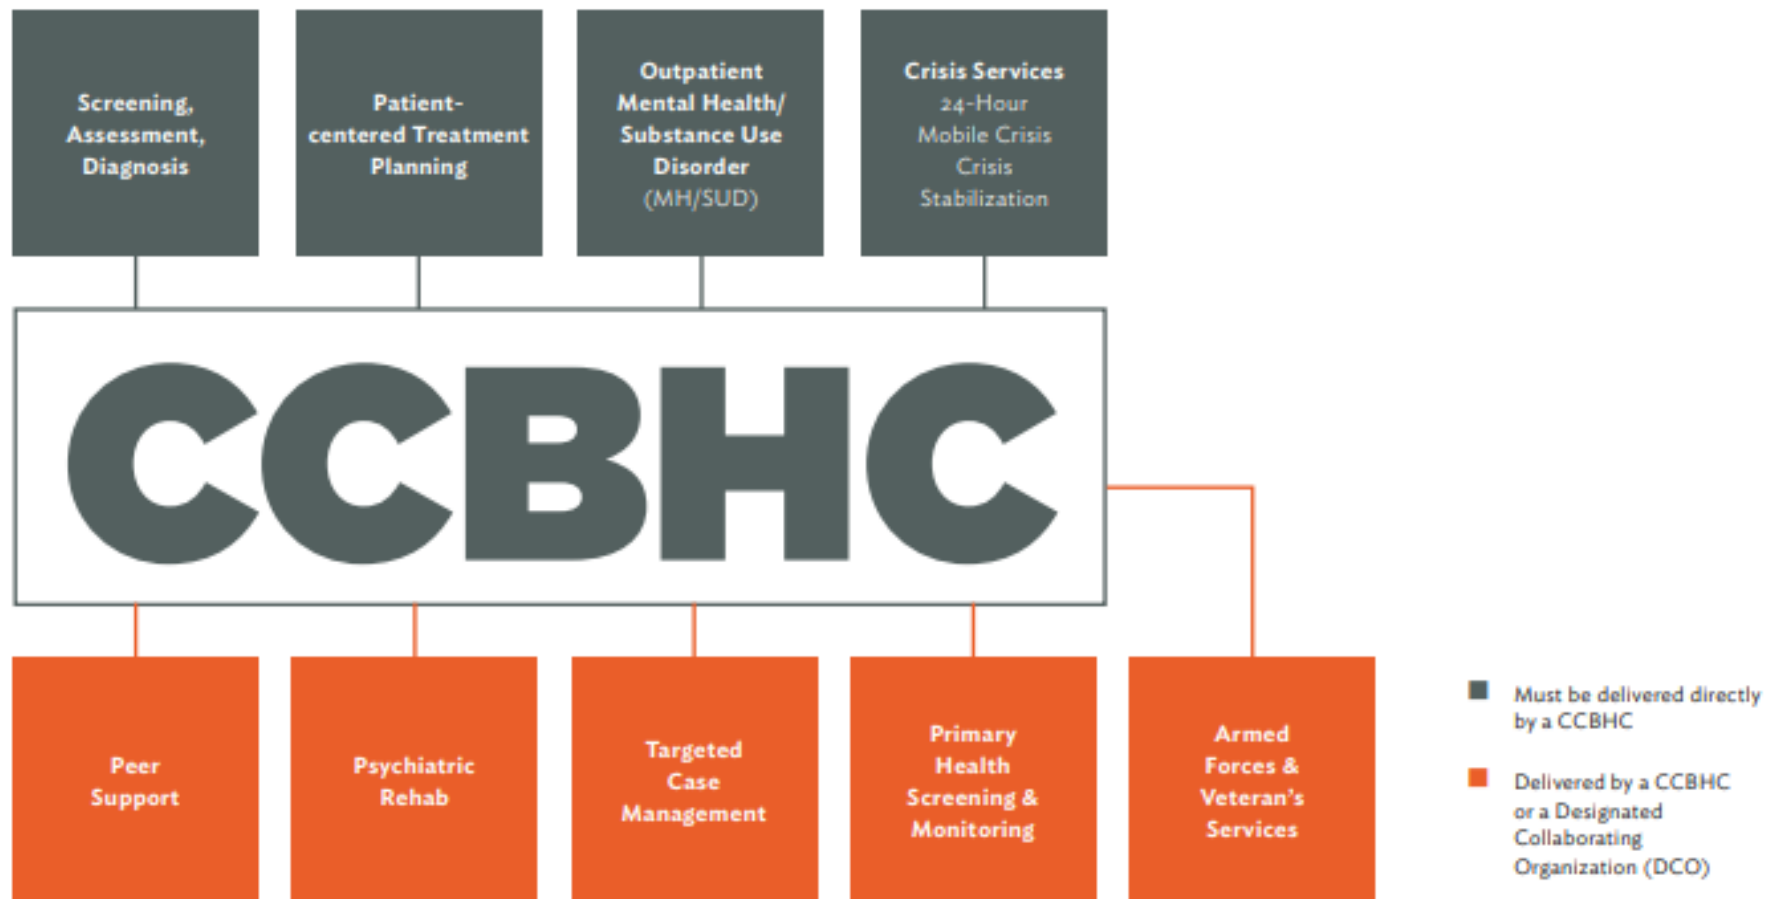 Screening,
Assessment,
Diagnosis
Patient-
centered Treatment
Planning
Outpatient
Mental Health/
Substance Use
Disorder
(MH/SUD)
Crisis Services
24-Hour
Mobile Crisis
Crisis
Stabilization
CCBHC
Peer
Support
Psychiatric
Rehab
Targeted
Case
Management
Primary
Health
Screening &
Monitoring
Armed
Forces &
Veteran's
Services
Must be delivered directly
by a CCBHC
Delivered by a CCBHC
or a Designated
Collaborating
Organization (DCO)